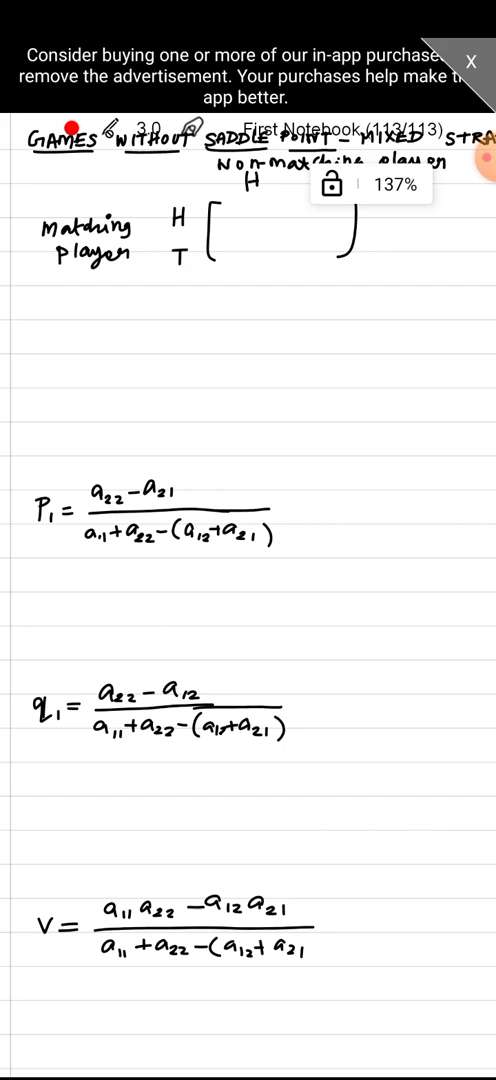 Consider buying one or more of our in-app purchase
remove the advertisement. Your purchases help make t
app better.
X
3.0 First Notebook (113/113)
GAMES WITHOUT SADDLE POINT - MIXED STRA
Non-matching player
H
137%
Matching H
player T
P₁ = a₂₂-a₂₁
a₁₁+a₂₂-(a₁₂+a₂₁)
q₁ = a₂₂-a₁₂
a₁₁+a₂₂-(a₁₂+a₂₁)
V = a₁₁ a₂₂ -a₁₂ a₂₁
a₁₁+a₂₂-(a₁₂+a₂₁